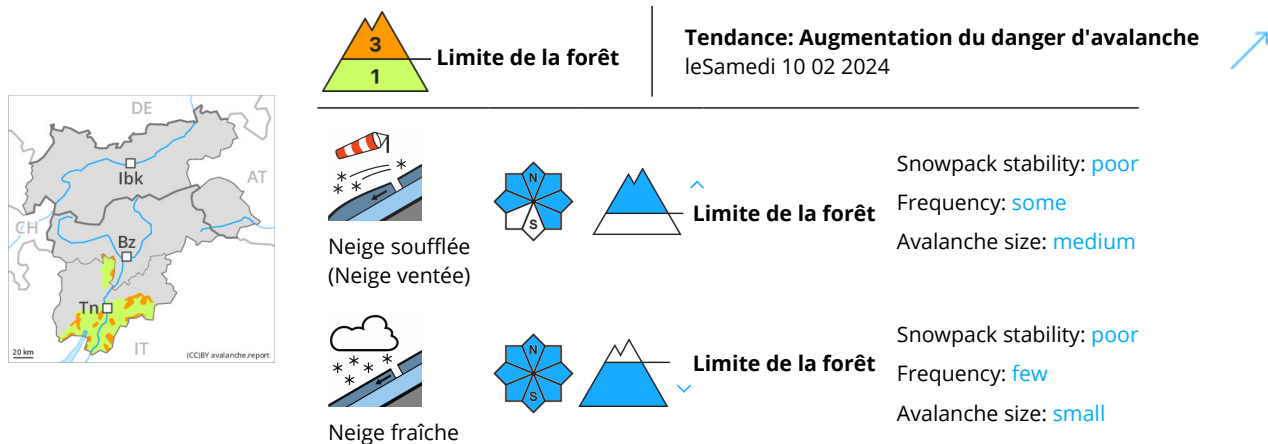 3
Limite de la forêt
1
Tendance: Augmentation du danger d'avalanche
leSamedi 10 02 2024
DE
AT
CH
IT
Ibk
Bz
Tn
20 km
(CC)BY avalanche.report
N
S
Limite de la forêt
Neige soufflée
(Neige ventée)
Snowpack stability: poor
Frequency: some
Avalanche size: medium
N
S
Limite de la forêt
Neige fraîche
Snowpack stability: poor
Frequency: few
Avalanche size: small